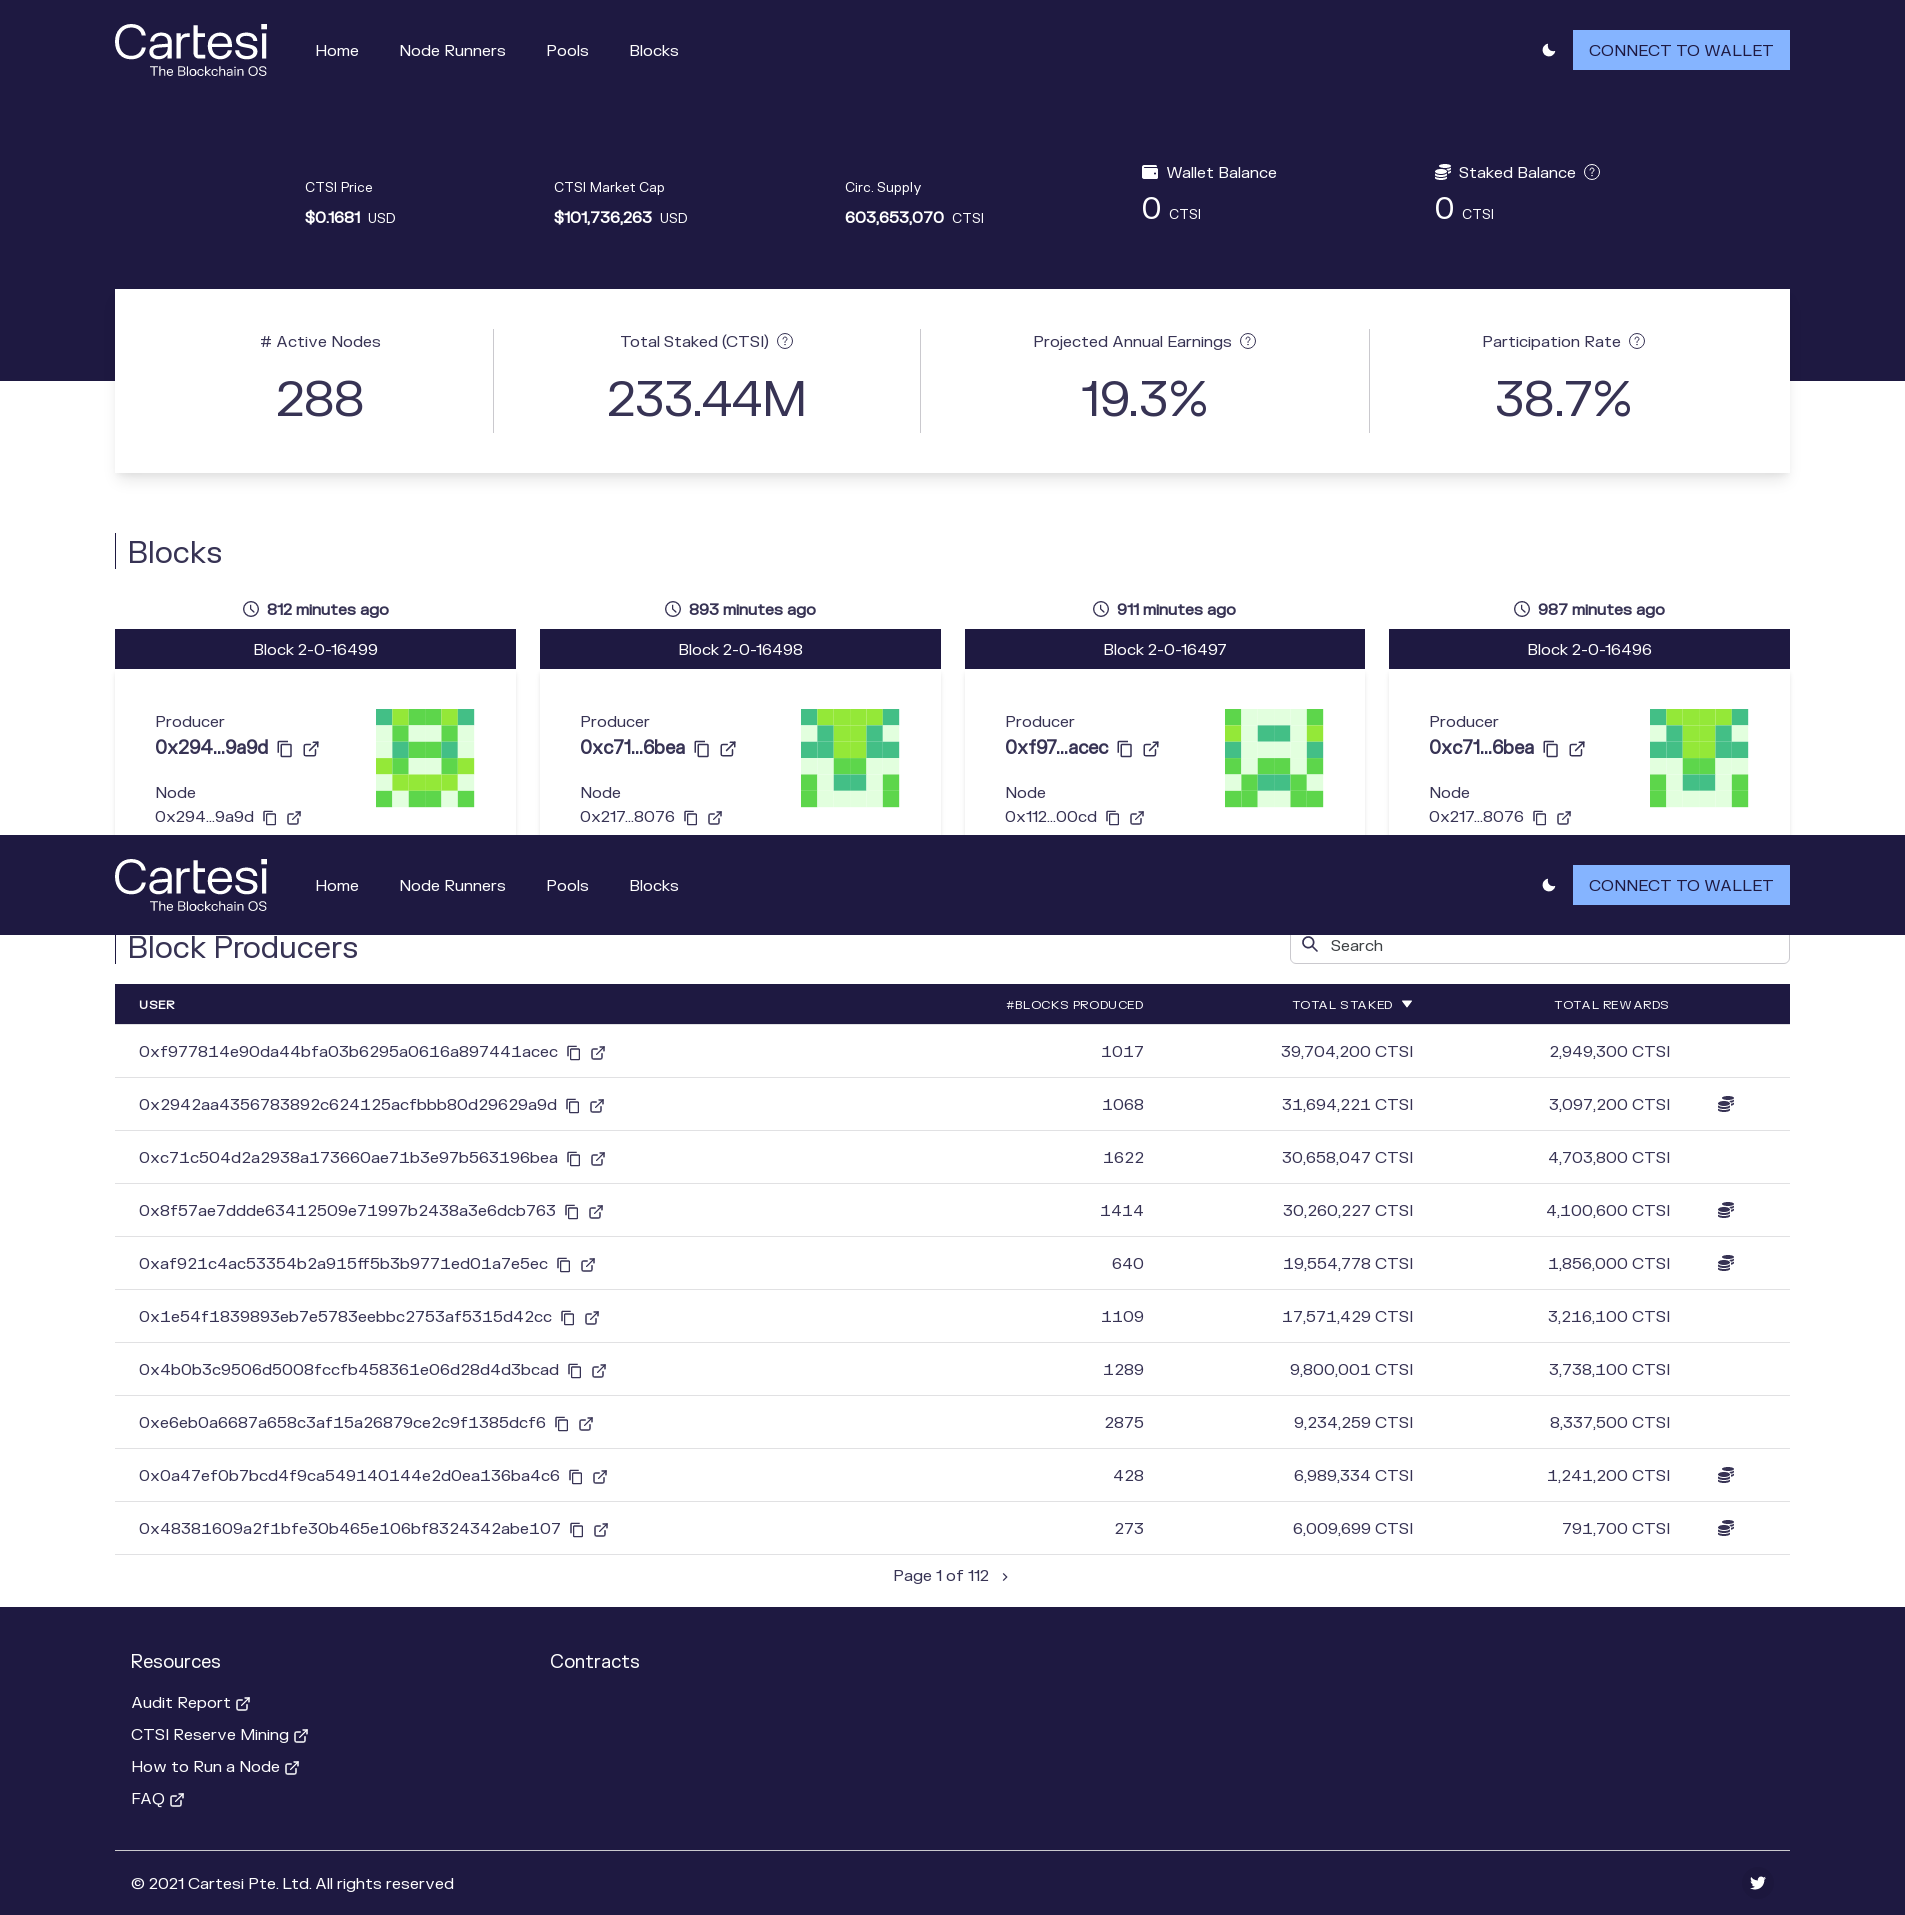 Cartesi
The Blockchain OS
Home Node Runners Pools Blocks CONNECT TO WALLET
CTSI Price CTSI Market Cap Circ. Supply Wallet Balance Staked Balance
$0.1681 USD $101,736,263 USD 603,653,070 CTSI 0 CTSI 0 CTSI
# Active Nodes Total Staked (CTSI) Projected Annual Earnings Participation Rate
288 233.44M 19.3% 38.7%
Blocks
812 minutes ago 893 minutes ago 911 minutes ago 987 minutes ago
Block 2-0-16499 Block 2-0-16498 Block 2-0-16497 Block 2-0-16496
Producer Producer Producer Producer
0x294...9a9d 0xc71...6bea 0xf97...acec 0xc71...6bea
Node Node Node Node
0x294...9a9d 0x217...8076 0x112...00cd 0x217...8076
Cartesi
The Blockchain OS
Home Node Runners Pools Blocks CONNECT TO WALLET
Block Producers Search
USER #BLOCKS PRODUCED TOTAL STAKED TOTAL REWARDS
0xf977814e90da44bfa03b6295a0616a897441acec 1017 39,704,200 CTSI 2,949,300 CTSI
0x2942aa4356783892c624125acfbbb80d29629a9d 1068 31,694,221 CTSI 3,097,200 CTSI
0xc71c504d2a2938a173660ae71b3e97b563196bea 1622 30,658,047 CTSI 4,703,800 CTSI
0x8f57ae7ddde63412509e71997b2438a3e6dcb763 1414 30,260,227 CTSI 4,100,600 CTSI
0xaf921c4ac53354b2a915ff5b3b9771ed01a7e5ec 640 19,554,778 CTSI 1,856,000 CTSI
0x1e54f1839893eb7e5783eebbc2753af5315d42cc 1109 17,571,429 CTSI 3,216,100 CTSI
0x4b0b3c9506d5008fccfb458361e06d28d4d3bcad 1289 9,800,001 CTSI 3,738,100 CTSI
0xe6eb0a6687a658c3af15a26879ce2c9f1385dcf6 2875 9,234,259 CTSI 8,337,500 CTSI
0x0a47ef0b7bcd4f9ca549140144e2d0ea136ba4c6 428 6,989,334 CTSI 1,241,200 CTSI
0x48381609a2f1bfe30b465e106bf8324342abe107 273 6,009,699 CTSI 791,700 CTSI
Page 1 of 112
Resources Contracts
Audit Report
CTSI Reserve Mining
How to Run a Node
FAQ
© 2021 Cartesi Pte. Ltd. All rights reserved